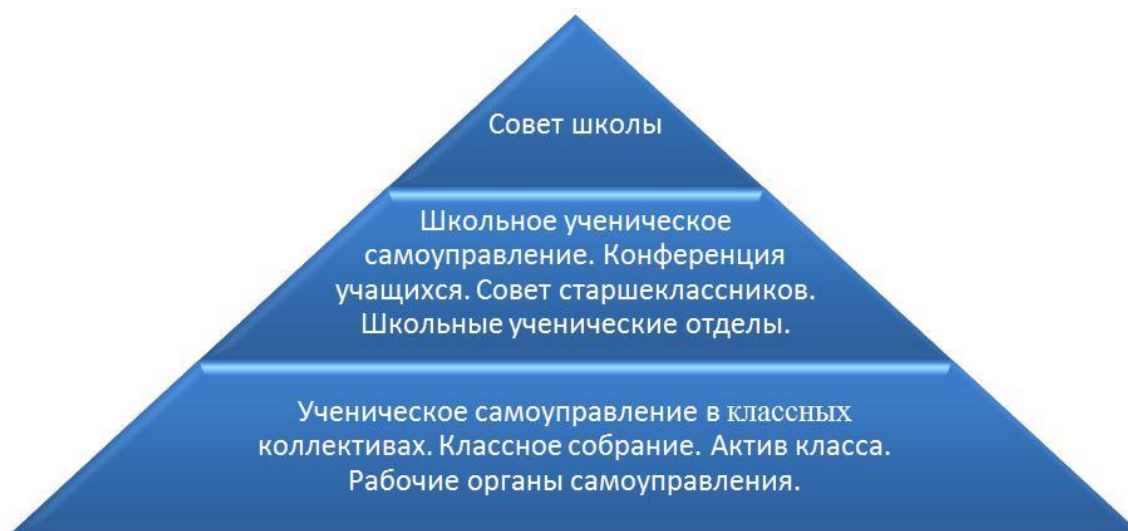 Совет школы
Школьное ученическое
самоуправление. Конференция
учащихся. Совет старшеклассников.
Школьные ученические отделы.
Ученическое самоуправление в классных
коллективах. Классное собрание. Актив класса.
Рабочие органы самоуправления.